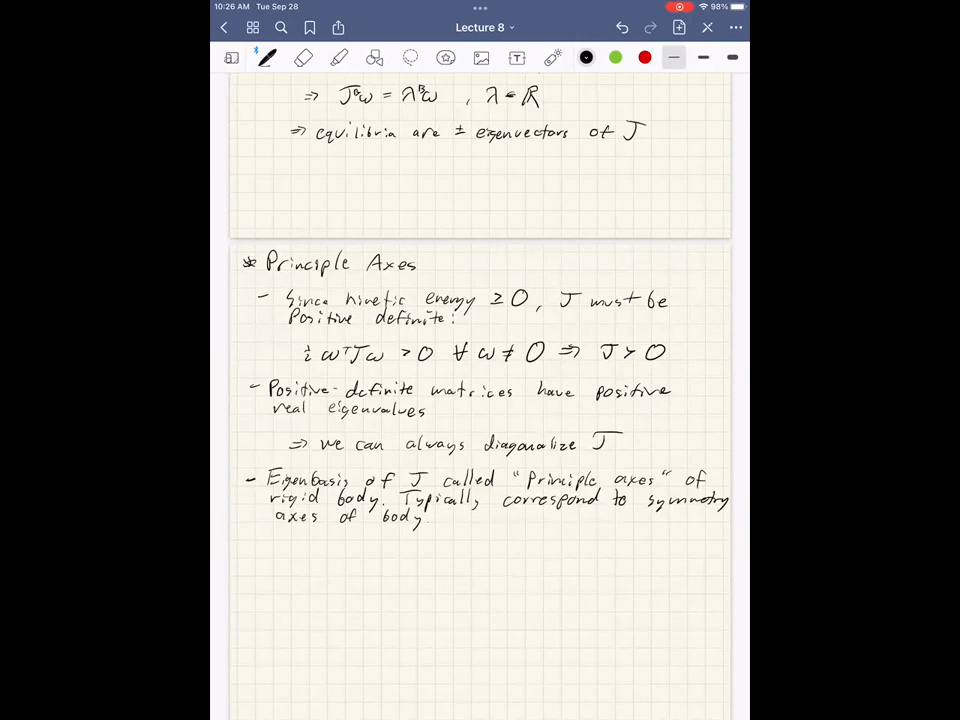 10:26 AM Tue Sep 28
98%
Lecture 8
⇒ J ᴮω = λ ᴮω , λ ∈ ℝ
⇒ equilibria are ± eigenvectors of J
* Principle Axes
- Since kinetic energy ≥ 0, J must be
Positive definite:
½ ωᵀJω > 0 ∀ ω ≠ 0 ⇒ J > 0
- Positive-definite matrices have positive
real eigenvalues
⇒ we can always diagonalize J
- Eigenbasis of J called "Principle axes" of
rigid body. Typically correspond to symmetry
axes of body.